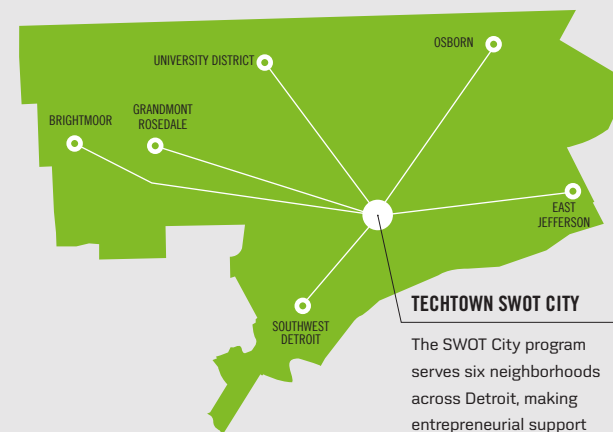 OSBORN
UNIVERSITY DISTRICT
GRANDMONT
ROSEDALE
BRIGHTMOOR
EAST
JEFFERSON
SOUTHWEST
DETROIT
TECHTOWN SWOT CITY
The SWOT City program
serves six neighborhoods
across Detroit, making
entrepreneurial support